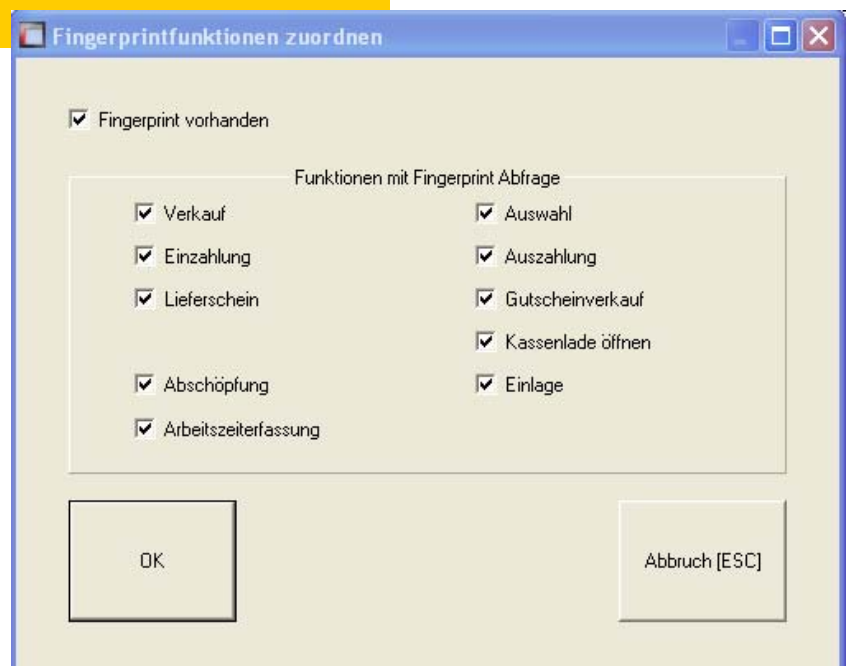 Fingerprintfunktionen zuordnen
Fingerprint vorhanden
Funktionen mit Fingerprint Abfrage
Verkauf
Auswahl
Einzahlung
Auszahlung
Lieferschein
Gutscheinverkauf
Kassenlade öffnen
Abschöpfung
Einlage
Arbeitszeiterfassung
OK
Abbruch [ESC]